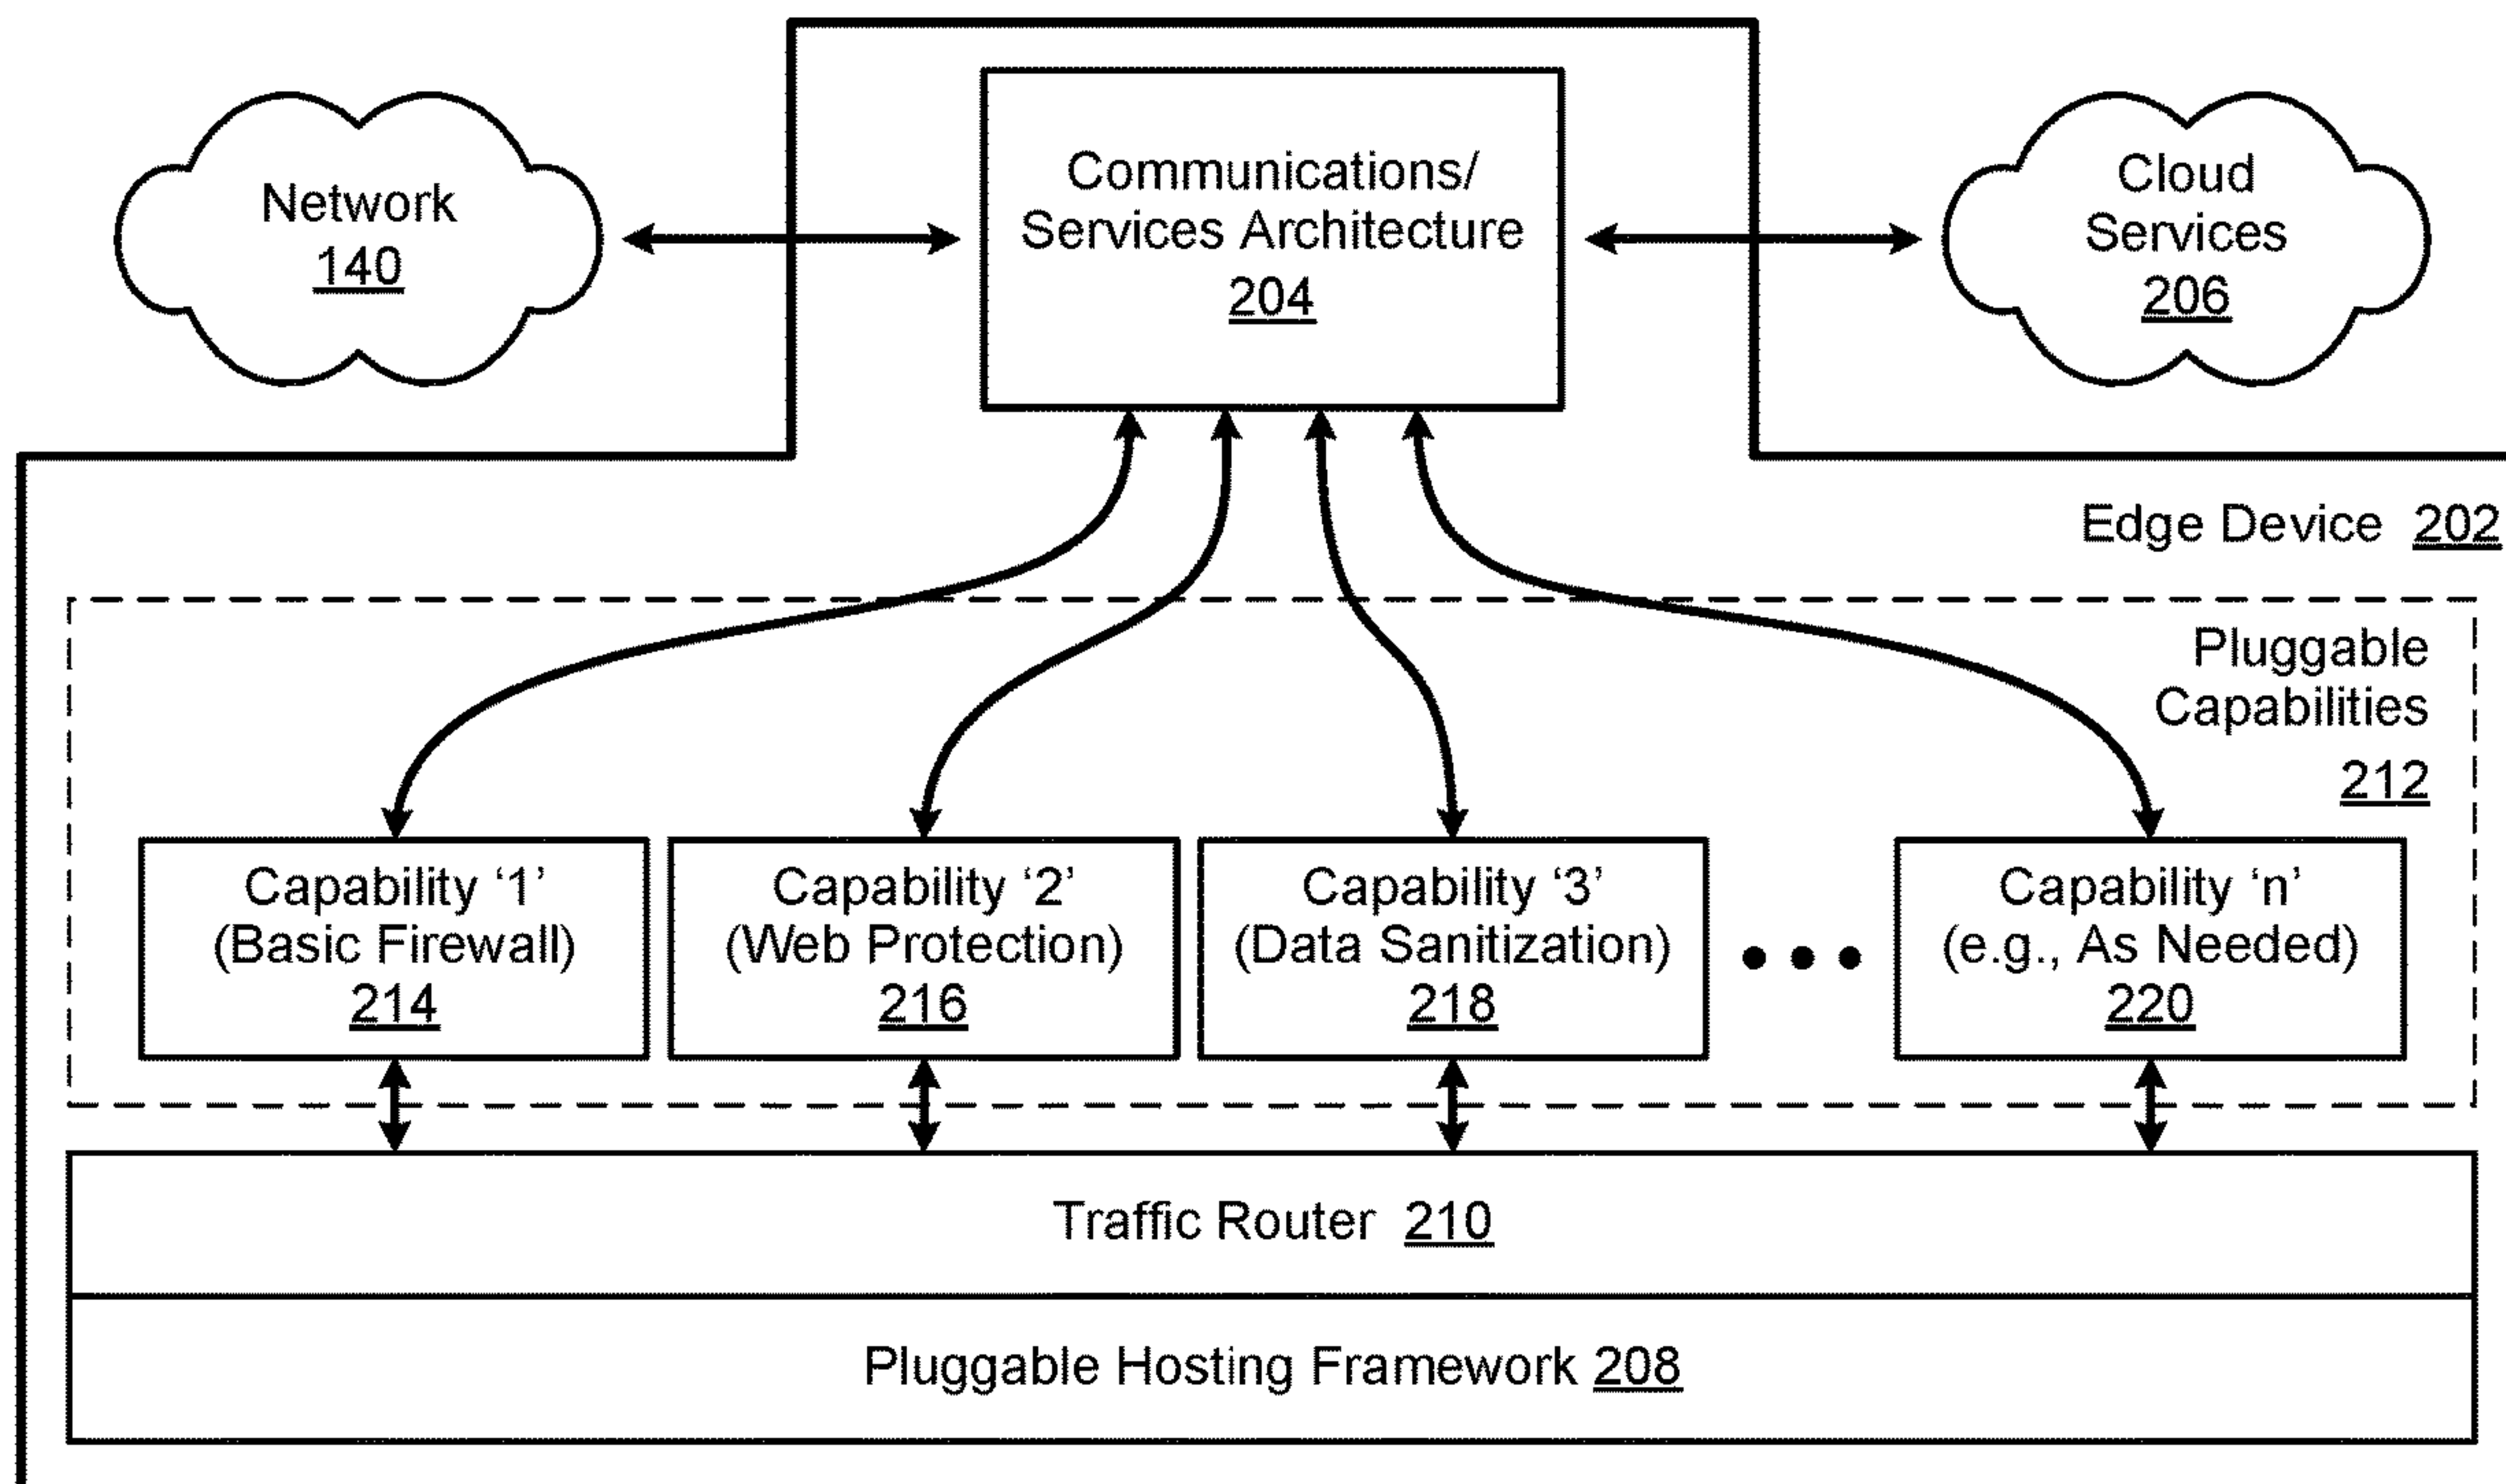 Network
140
Communications/
Services Architecture
204
Cloud
Services
206
Edge Device 202
Pluggable
Capabilities
212
Capability ‘1’
(Basic Firewall)
214
Capability ‘2’
(Web Protection)
216
Capability ‘3’
(Data Sanitization)
218
Capability ‘n’
(e.g., As Needed)
220
Traffic Router 210
Pluggable Hosting Framework 208